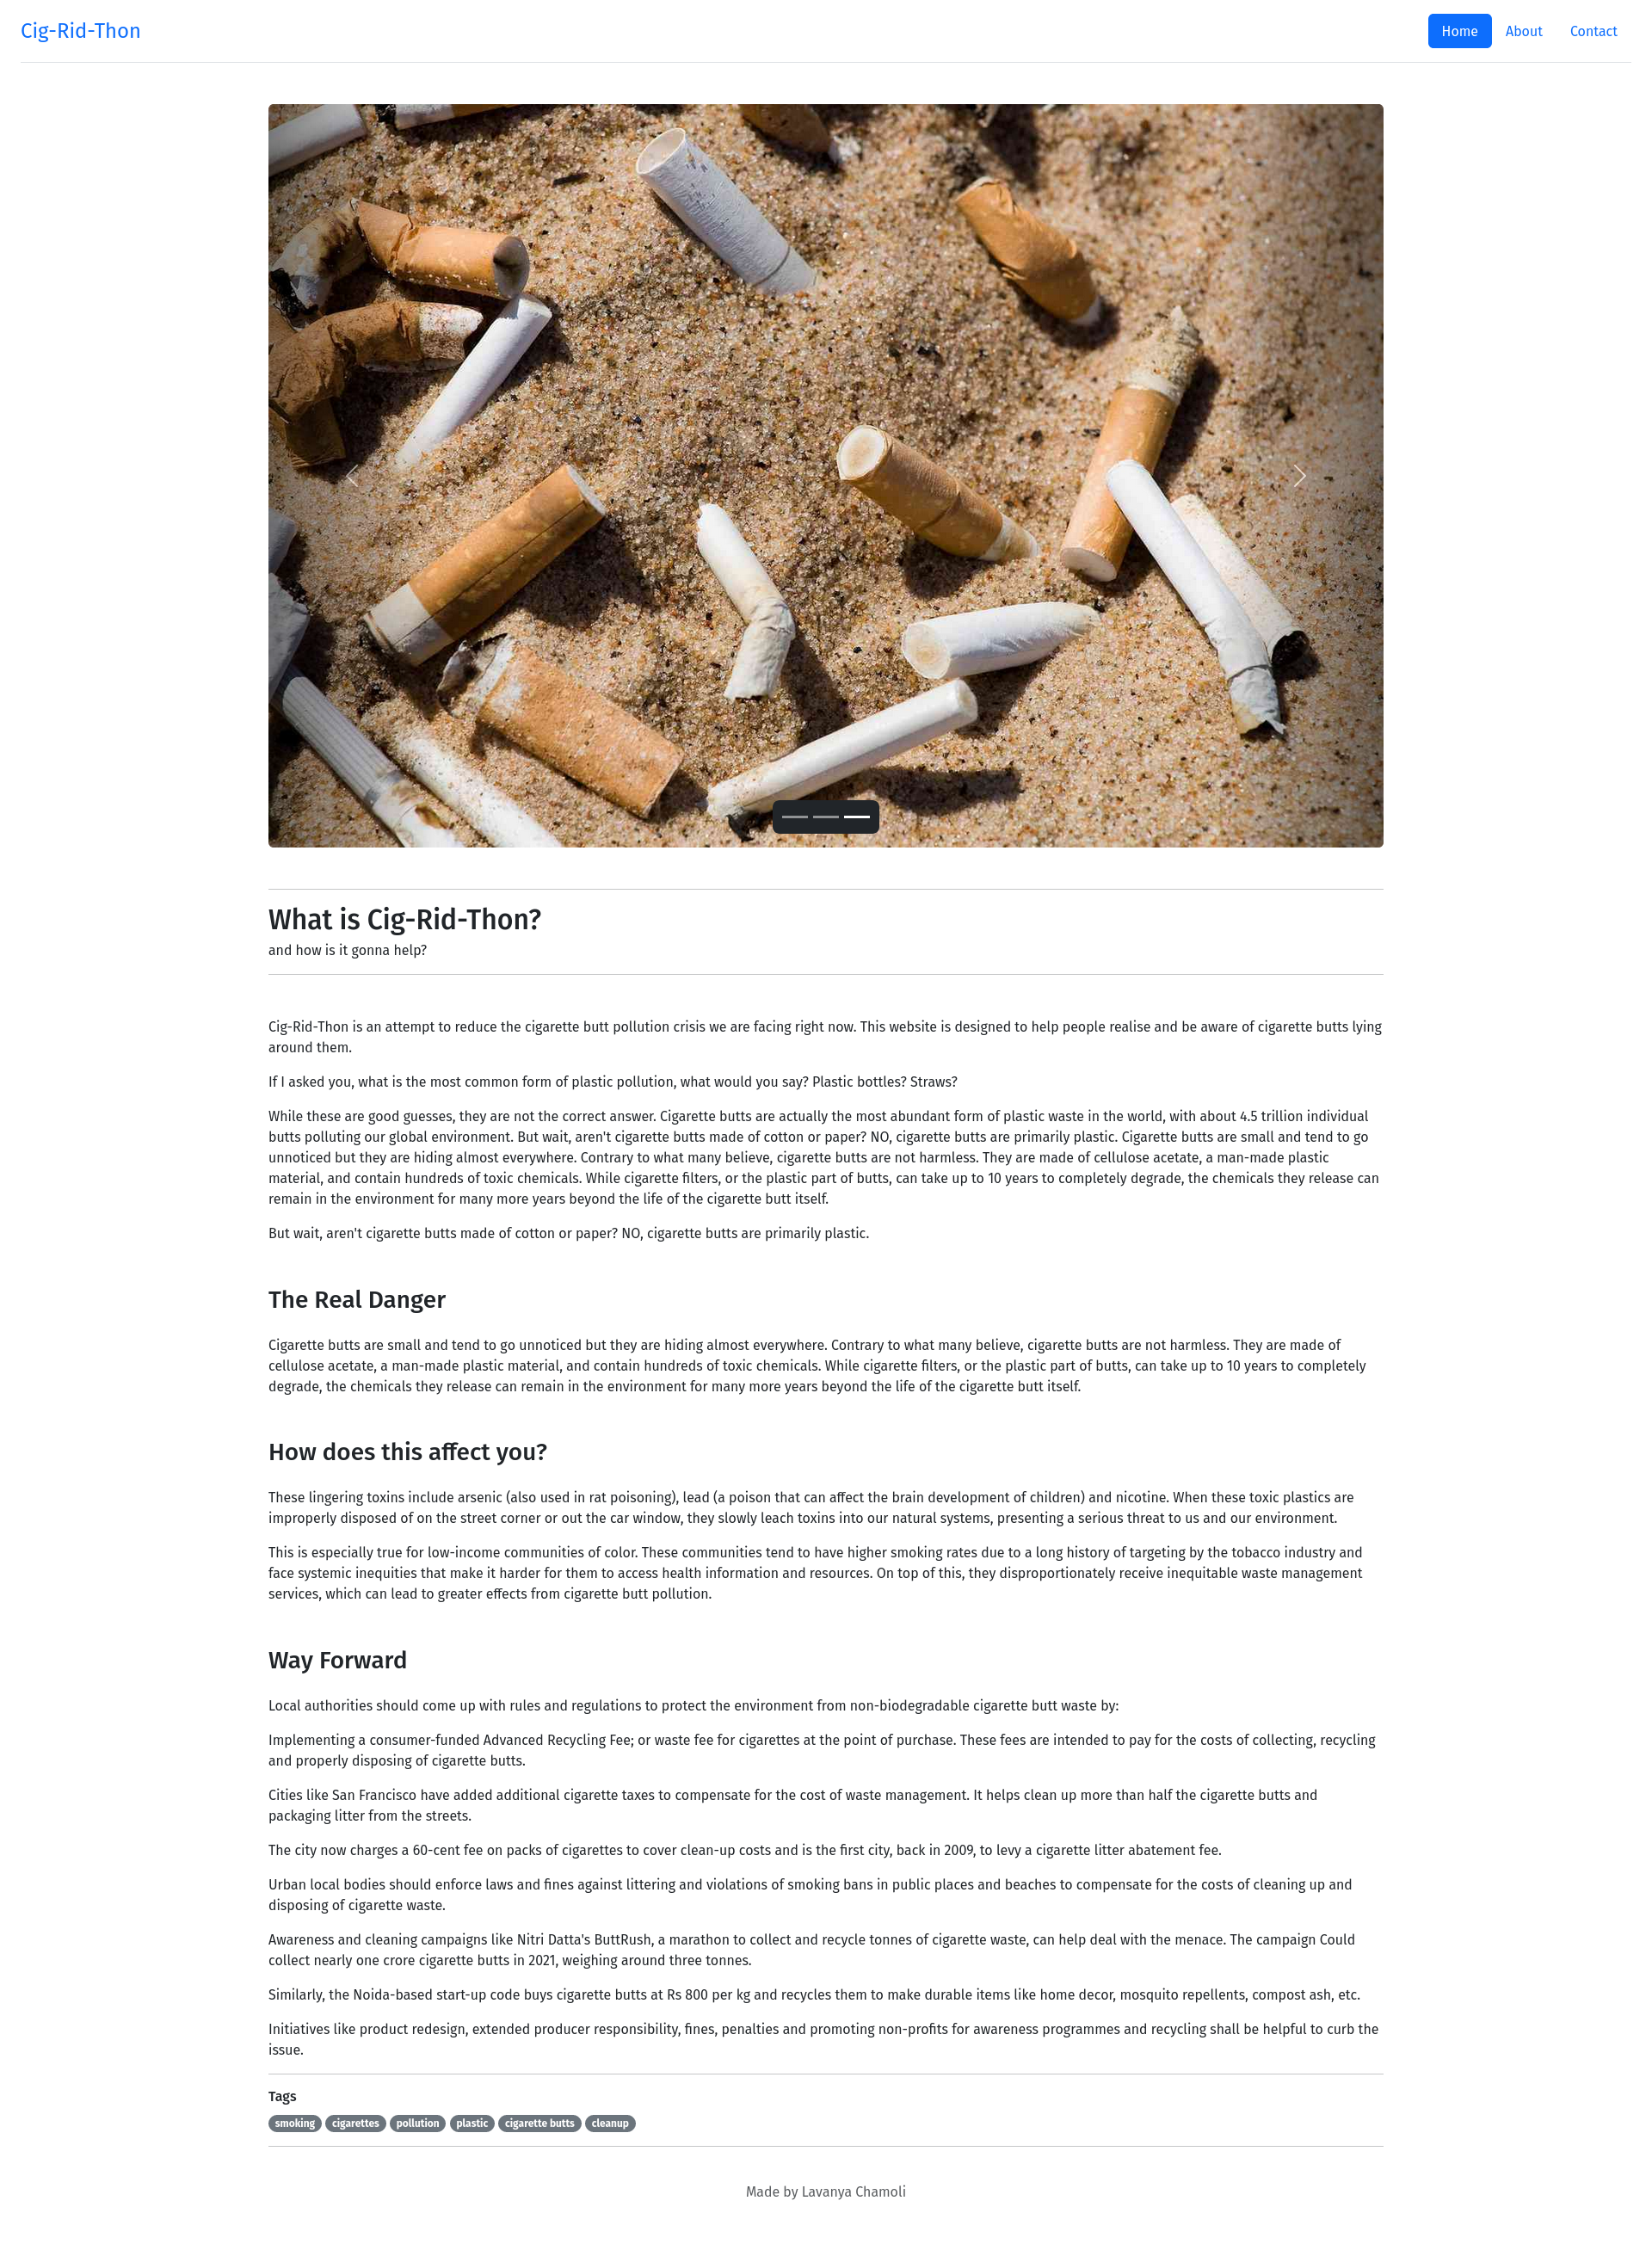 Cig-Rid-Thon
Home About Contact
What is Cig-Rid-Thon?
and how is it gonna help?
Cig-Rid-Thon is an attempt to reduce the cigarette butt pollution crisis we are facing right now. This website is designed to help people realise and be aware of cigarette butts lying
around them.
If I asked you, what is the most common form of plastic pollution, what would you say? Plastic bottles? Straws?
While these are good guesses, they are not the correct answer. Cigarette butts are actually the most abundant form of plastic waste in the world, with about 4.5 trillion individual
butts polluting our global environment. But wait, aren't cigarette butts made of cotton or paper? NO, cigarette butts are primarily plastic. Cigarette butts are small and tend to go
unnoticed but they are hiding almost everywhere. Contrary to what many believe, cigarette butts are not harmless. They are made of cellulose acetate, a man-made plastic
material, and contain hundreds of toxic chemicals. While cigarette filters, or the plastic part of butts, can take up to 10 years to completely degrade, the chemicals they release can
remain in the environment for many more years beyond the life of the cigarette butt itself.
But wait, aren't cigarette butts made of cotton or paper? NO, cigarette butts are primarily plastic.
The Real Danger
Cigarette butts are small and tend to go unnoticed but they are hiding almost everywhere. Contrary to what many believe, cigarette butts are not harmless. They are made of
cellulose acetate, a man-made plastic material, and contain hundreds of toxic chemicals. While cigarette filters, or the plastic part of butts, can take up to 10 years to completely
degrade, the chemicals they release can remain in the environment for many more years beyond the life of the cigarette butt itself.
How does this affect you?
These lingering toxins include arsenic (also used in rat poisoning), lead (a poison that can affect the brain development of children) and nicotine. When these toxic plastics are
improperly disposed of on the street corner or out the car window, they slowly leach toxins into our natural systems, presenting a serious threat to us and our environment.
This is especially true for low-income communities of color. These communities tend to have higher smoking rates due to a long history of targeting by the tobacco industry and
face systemic inequities that make it harder for them to access health information and resources. On top of this, they disproportionately receive inequitable waste management
services, which can lead to greater effects from cigarette butt pollution.
Way Forward
Local authorities should come up with rules and regulations to protect the environment from non-biodegradable cigarette butt waste by:
Implementing a consumer-funded Advanced Recycling Fee; or waste fee for cigarettes at the point of purchase. These fees are intended to pay for the costs of collecting, recycling
and properly disposing of cigarette butts.
Cities like San Francisco have added additional cigarette taxes to compensate for the cost of waste management. It helps clean up more than half the cigarette butts and
packaging litter from the streets.
The city now charges a 60-cent fee on packs of cigarettes to cover clean-up costs and is the first city, back in 2009, to levy a cigarette litter abatement fee.
Urban local bodies should enforce laws and fines against littering and violations of smoking bans in public places and beaches to compensate for the costs of cleaning up and
disposing of cigarette waste.
Awareness and cleaning campaigns like Nitri Datta's ButtRush, a marathon to collect and recycle tonnes of cigarette waste, can help deal with the menace. The campaign Could
collect nearly one crore cigarette butts in 2021, weighing around three tonnes.
Similarly, the Noida-based start-up code buys cigarette butts at Rs 800 per kg and recycles them to make durable items like home decor, mosquito repellents, compost ash, etc.
Initiatives like product redesign, extended producer responsibility, fines, penalties and promoting non-profits for awareness programmes and recycling shall be helpful to curb the
issue.
Tags
smoking cigarettes pollution plastic cigarette butts cleanup
Made by Lavanya Chamoli